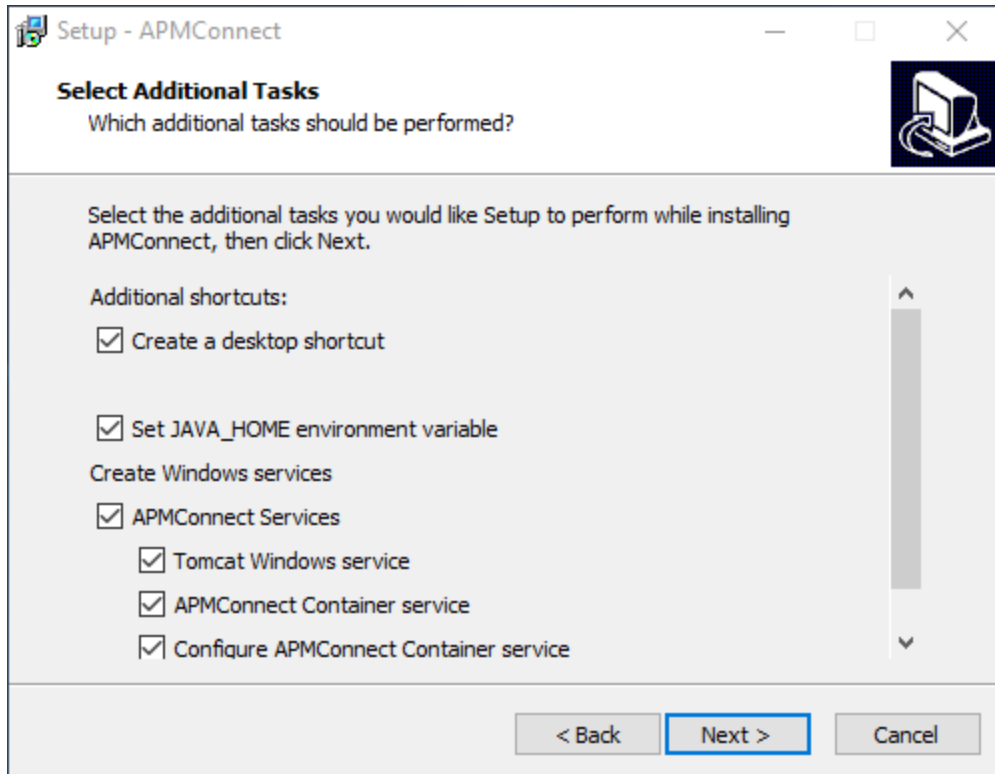 Setup - APMConnect
Select Additional Tasks
Which additional tasks should be performed?
Select the additional tasks you would like Setup to perform while installing
APMConnect, then click Next.
Additional shortcuts:
Create a desktop shortcut
Set JAVA_HOME environment variable
Create Windows services
APMConnect Services
Tomcat Windows service
APMConnect Container service
Configure APMConnect Container service
< Back Next > Cancel